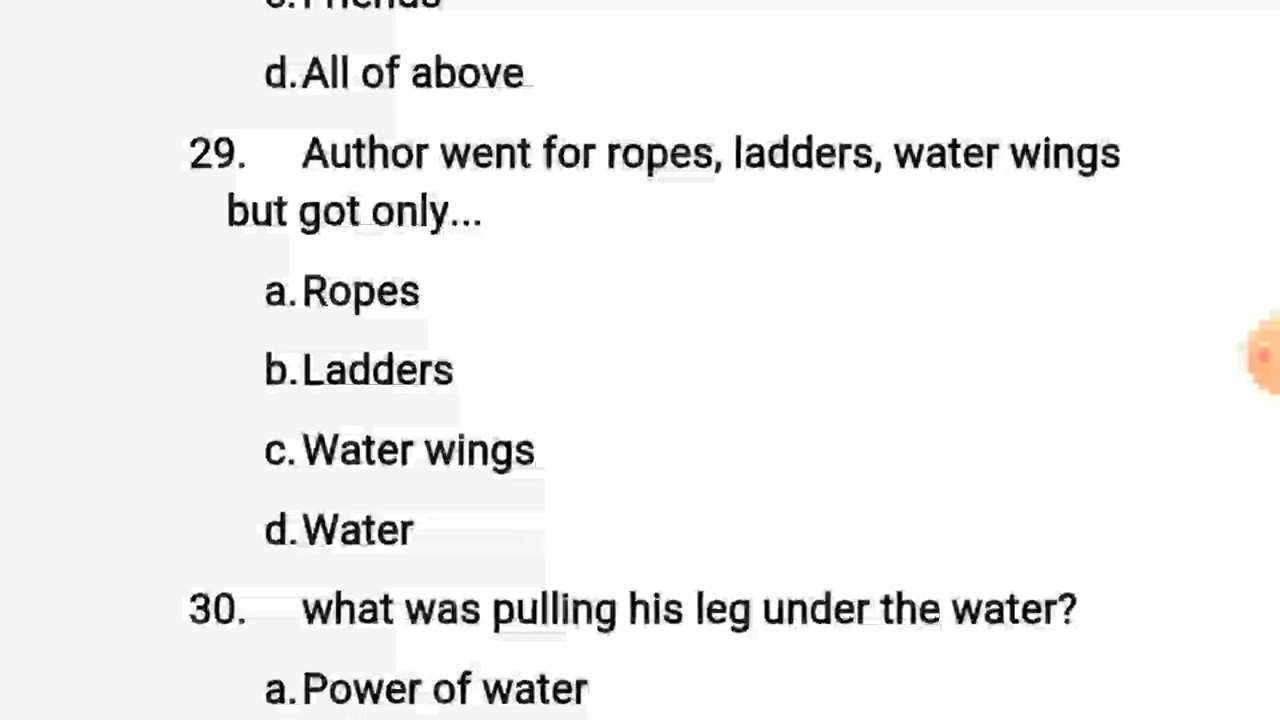 c. Friends
d. All of above
29. Author went for ropes, ladders, water wings
but got only...
a. Ropes
b. Ladders
c. Water wings
d. Water
30. what was pulling his leg under the water?
a. Power of water